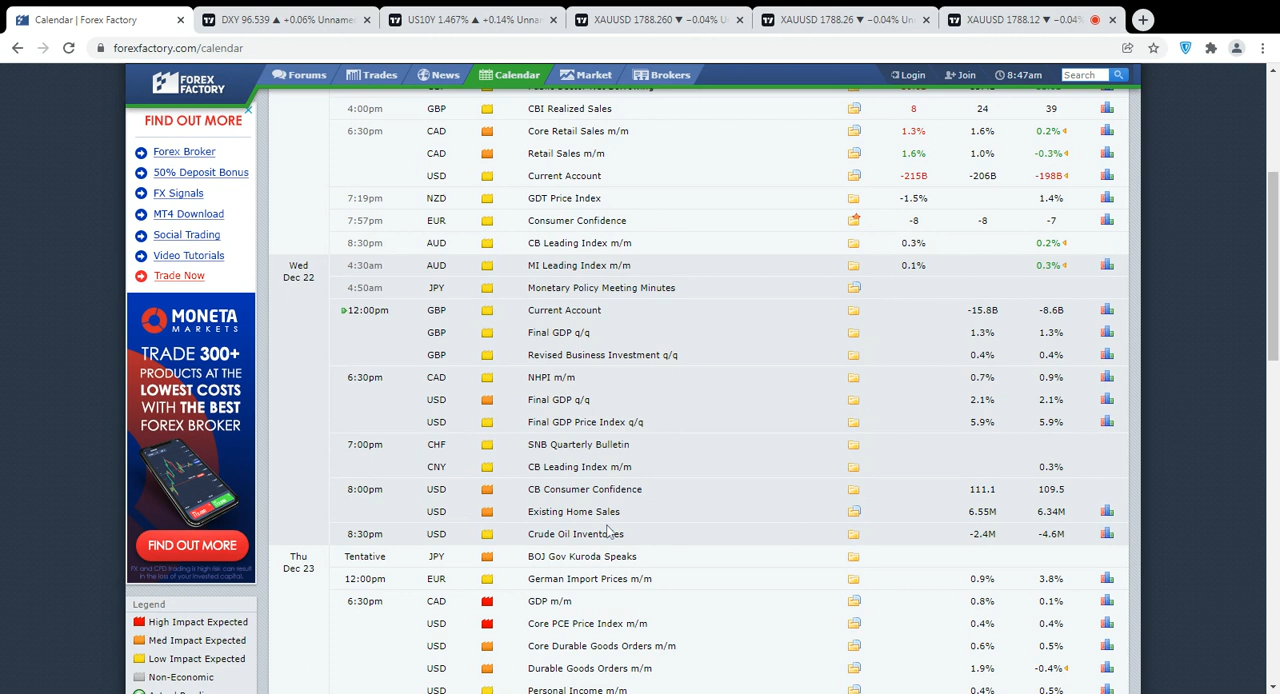 Calendar | Forex Factory
DXY 96.539 ▲ +0.06% Unname
US10Y 1.467% ▲ +0.14% Unna
XAUUSD 1788.260 ▼ −0.04% U
XAUUSD 1788.26 ▼ −0.04% Un
XAUUSD 1788.12 ▼ −0.04%
forexfactory.com/calendar
FOREX FACTORY
Forums
Trades
News
Calendar
Market
Brokers
Login
Join
8:47am
Search
FIND OUT MORE
Forex Broker
50% Deposit Bonus
FX Signals
MT4 Download
Social Trading
Video Tutorials
Trade Now
MONETA
MARKETS
TRADE 300+
PRODUCTS AT THE
LOWEST COSTS
WITH THE BEST
FOREX BROKER
FIND OUT MORE
FX and CFD trading is high risk can result
in the loss of your invested capital.
Legend
High Impact Expected
Med Impact Expected
Low Impact Expected
Non-Economic
4:00pm GBP CBI Realized Sales 8 24 39
6:30pm CAD Core Retail Sales m/m 1.3% 1.6% 0.2%
CAD Retail Sales m/m 1.6% 1.0% -0.3%
USD Current Account -215B -206B -198B
7:19pm NZD GDT Price Index -1.5% 1.4%
7:57pm EUR Consumer Confidence -8 -8 -7
8:30pm AUD CB Leading Index m/m 0.3% 0.2%
Wed
Dec 22
4:30am AUD MI Leading Index m/m 0.1% 0.3%
4:50am JPY Monetary Policy Meeting Minutes
12:00pm GBP Current Account -15.8B -8.6B
GBP Final GDP q/q 1.3% 1.3%
GBP Revised Business Investment q/q 0.4% 0.4%
6:30pm CAD NHPI m/m 0.7% 0.9%
USD Final GDP q/q 2.1% 2.1%
USD Final GDP Price Index q/q 5.9% 5.9%
7:00pm CHF SNB Quarterly Bulletin
CNY CB Leading Index m/m 0.3%
8:00pm USD CB Consumer Confidence 111.1 109.5
USD Existing Home Sales 6.55M 6.34M
8:30pm USD Crude Oil Inventories -2.4M -4.6M
Thu
Dec 23
Tentative JPY BOJ Gov Kuroda Speaks
12:00pm EUR German Import Prices m/m 0.9% 3.8%
6:30pm CAD GDP m/m 0.8% 0.1%
USD Core PCE Price Index m/m 0.4% 0.4%
USD Core Durable Goods Orders m/m 0.6% 0.5%
USD Durable Goods Orders m/m 1.9% -0.4%
USD Personal Income m/m 0.4% 0.5%